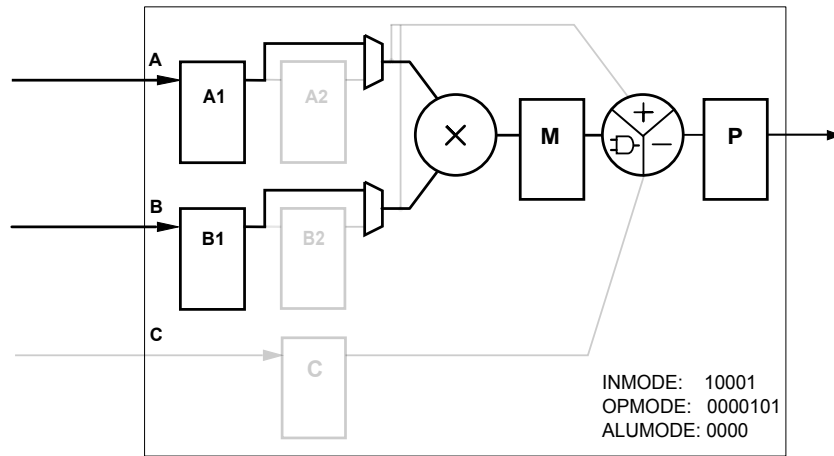 A
A1
A2
×
M
+
−
P
B
B1
B2
C
C
INMODE: 10001
OPMODE: 0000101
ALUMODE: 0000